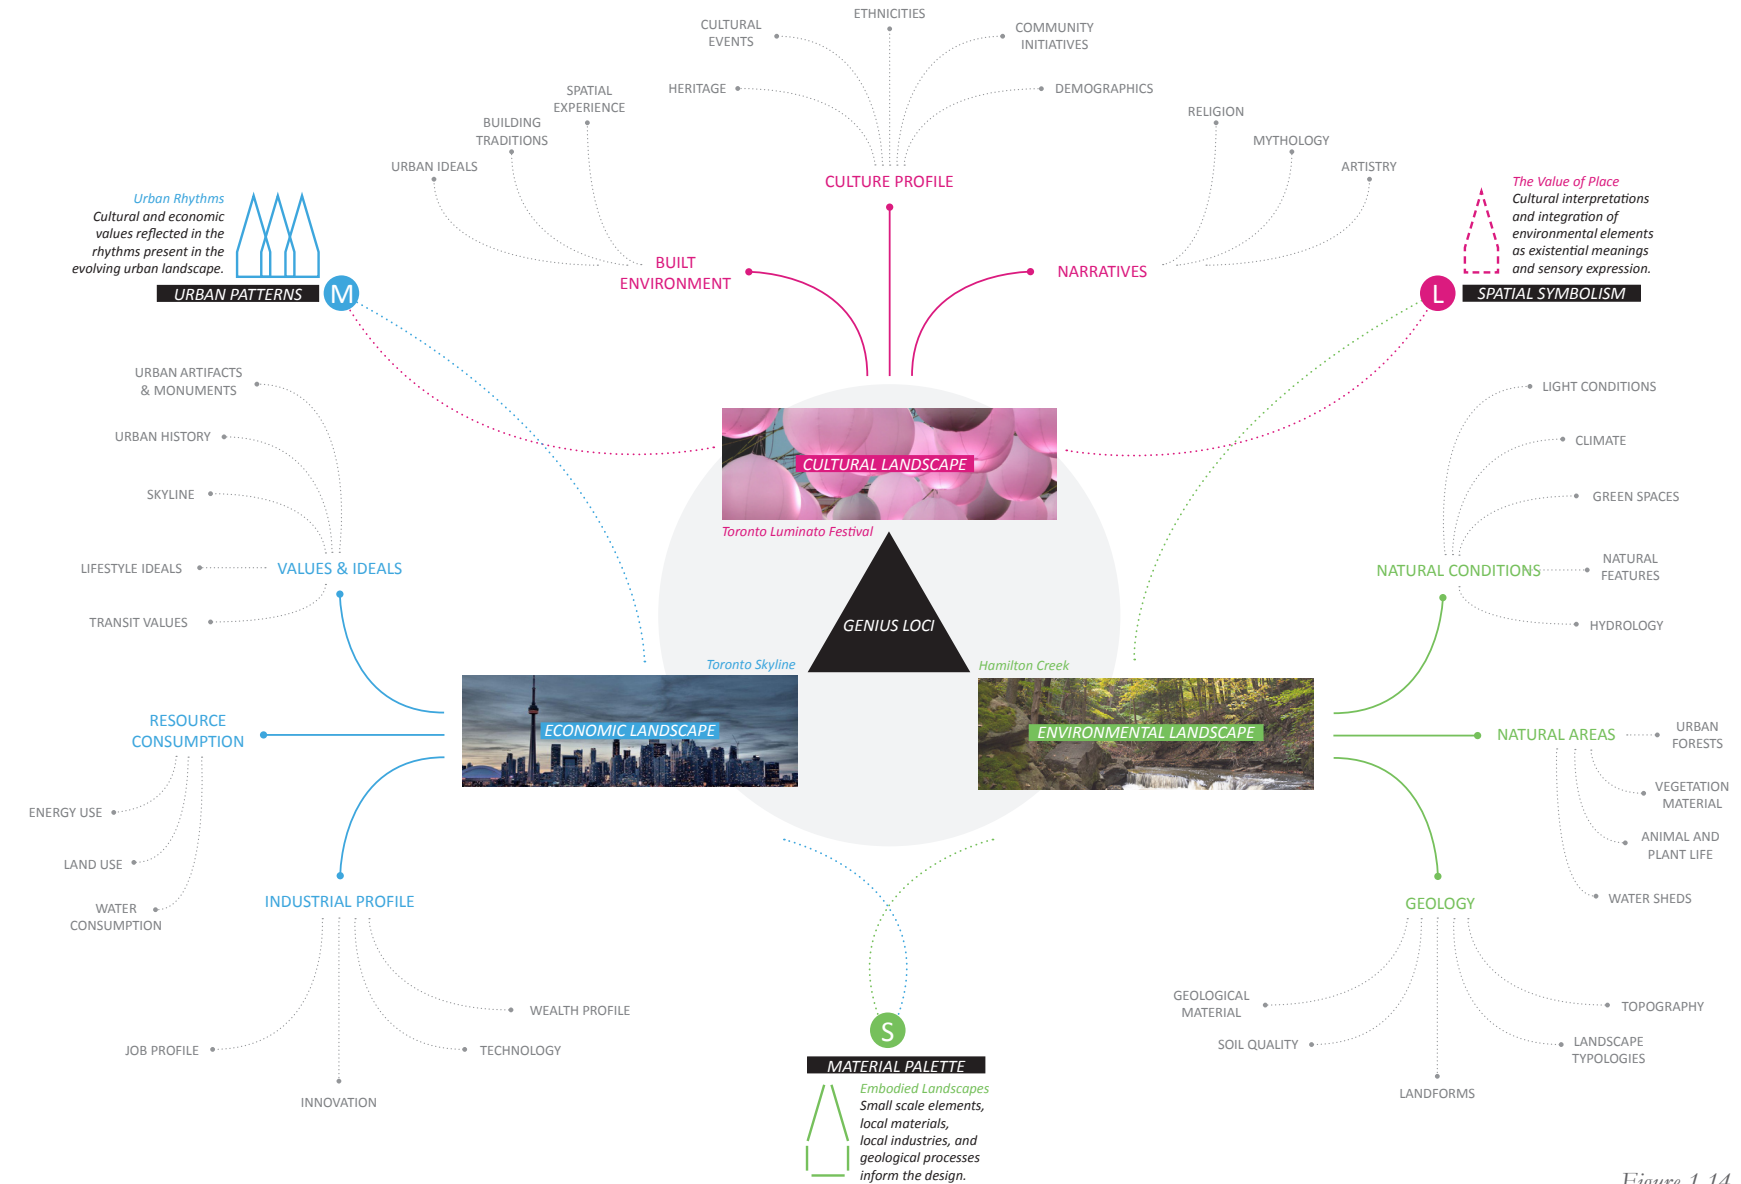 ETHNICITIES
CULTURAL
EVENTS
COMMUNITY
INITIATIVES
HERITAGE
DEMOGRAPHICS
SPATIAL
EXPERIENCE
BUILDING
TRADITIONS
URBAN IDEALS
RELIGION
MYTHOLOGY
ARTISTRY
CULTURE PROFILE
BUILT
ENVIRONMENT
NARRATIVES
Urban Rhythms
Cultural and economic
values reflected in the
rhythms present in the
evolving urban landscape.
URBAN PATTERNS
M
The Value of Place
Cultural interpretations
and integration of
environmental elements
as existential meanings
and sensory expression.
L
SPATIAL SYMBOLISM
URBAN ARTIFACTS
& MONUMENTS
URBAN HISTORY
SKYLINE
LIFESTYLE IDEALS
TRANSIT VALUES
VALUES & IDEALS
CULTURAL LANDSCAPE
Toronto Luminato Festival
GENIUS LOCI
LIGHT CONDITIONS
CLIMATE
GREEN SPACES
NATURAL
FEATURES
HYDROLOGY
NATURAL CONDITIONS
Toronto Skyline
ECONOMIC LANDSCAPE
Hamilton Creek
ENVIRONMENTAL LANDSCAPE
RESOURCE
CONSUMPTION
ENERGY USE
LAND USE
WATER
CONSUMPTION
NATURAL AREAS
URBAN
FORESTS
VEGETATION
MATERIAL
ANIMAL AND
PLANT LIFE
WATER SHEDS
INDUSTRIAL PROFILE
WEALTH PROFILE
JOB PROFILE
TECHNOLOGY
INNOVATION
GEOLOGY
GEOLOGICAL
MATERIAL
SOIL QUALITY
TOPOGRAPHY
LANDSCAPE
TYPOLOGIES
LANDFORMS
S
MATERIAL PALETTE
Embodied Landscapes
Small scale elements,
local materials,
local industries, and
geological processes
inform the design.
Figure 1.14